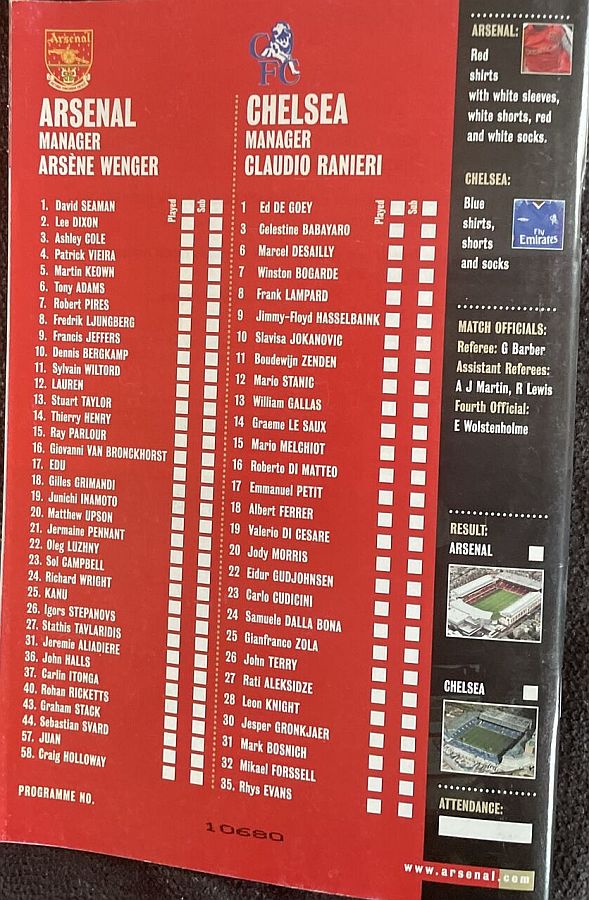 Arsenal
CFC
ARSENAL
MANAGER
ARSÈNE WENGER
Played
Sub
1. David SEAMAN
2. Lee DIXON
3. Ashley COLE
4. Patrick VIEIRA
5. Martin KEOWN
6. Tony ADAMS
7. Robert PIRES
8. Fredrik LJUNGBERG
9. Francis JEFFERS
10. Dennis BERGKAMP
11. Sylvain WILTORD
12. LAUREN
13. Stuart TAYLOR
14. Thierry HENRY
15. Ray PARLOUR
16. Giovanni VAN BRONCKHORST
17. EDU
18. Gilles GRIMANDI
19. Junichi INAMOTO
20. Matthew UPSON
21. Jermaine PENNANT
22. Oleg LUZHNY
23. Sol CAMPBELL
24. Richard WRIGHT
25. KANU
26. Igors STEPANOVS
27. Stathis TAVLARIDIS
31. Jeremie ALIADIERE
36. John HALLS
37. Carlin ITONGA
40. Rohan RICKETTS
43. Graham STACK
44. Sebastian SVARD
57. JUAN
58. Craig HOLLOWAY
PROGRAMME NO.
10680
CHELSEA
MANAGER
CLAUDIO RANIERI
Played
Sub
1 Ed DE GOEY
3 Celestine BABAYARO
6 Marcel DESAILLY
7 Winston BOGARDE
8 Frank LAMPARD
9 Jimmy-Floyd HASSELBAINK
10 Slavisa JOKANOVIC
11 Boudewijn ZENDEN
12 Mario STANIC
13 William GALLAS
14 Graeme LE SAUX
15 Mario MELCHIOT
16 Roberto DI MATTEO
17 Emmanuel PETIT
18 Albert FERRER
19 Valerio DI CESARE
20 Jody MORRIS
22 Eidur GUDJOHNSEN
23 Carlo CUDICINI
24 Samuele DALLA BONA
25 Gianfranco ZOLA
26 John TERRY
27 Rati ALEKSIDZE
28 Leon KNIGHT
30 Jesper GRONKJAER
31 Mark BOSNICH
32 Mikael FORSSELL
35. Rhys EVANS
ARSENAL:
Red
shirts
with white sleeves,
white shorts, red
and white socks.
CHELSEA:
Blue
shirts,
shorts
and socks
Fly
Emirates
MATCH OFFICIALS:
Referee: G Barber
Assistant Referees:
A J Martin, R Lewis
Fourth Official:
E Wolstenholme
RESULT:
ARSENAL
CHELSEA
ATTENDANCE:
www.arsenal.com